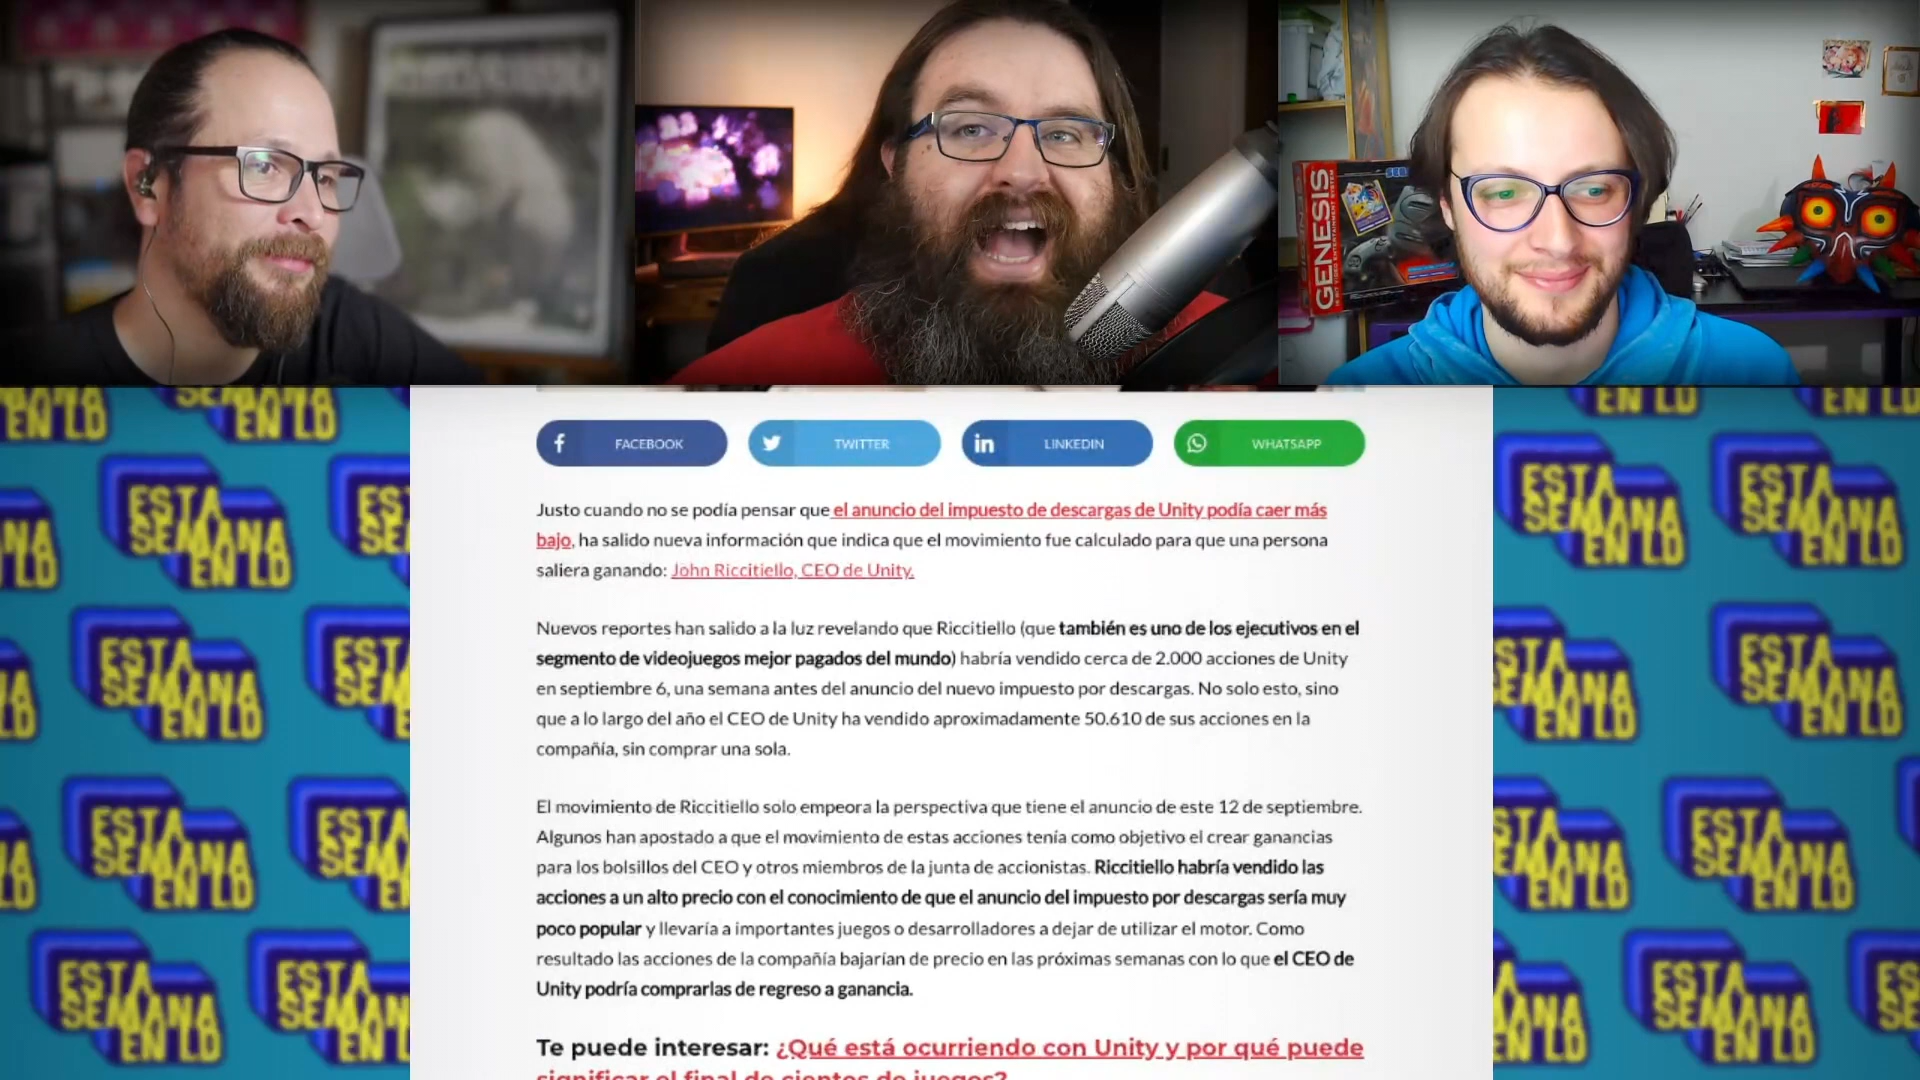 GENESIS
SEGA
FACEBOOK
TWITTER
LINKEDIN
WHATSAPP
Justo cuando no se podía pensar que el anuncio del impuesto de descargas de Unity podía caer más
bajo, ha salido nueva información que indica que el movimiento fue calculado para que una persona
saliera ganando: John Riccitiello, CEO de Unity.
Nuevos reportes han salido a la luz revelando que Riccitiello (que también es uno de los ejecutivos en el
segmento de videojuegos mejor pagados del mundo) habría vendido cerca de 2.000 acciones de Unity
en septiembre 6, una semana antes del anuncio del nuevo impuesto por descargas. No solo esto, sino
que a lo largo del año el CEO de Unity ha vendido aproximadamente 50.610 de sus acciones en la
compañía, sin comprar una sola.
El movimiento de Riccitiello solo empeora la perspectiva que tiene el anuncio de este 12 de septiembre.
Algunos han apostado a que el movimiento de estas acciones tenía como objetivo el crear ganancias
para los bolsillos del CEO y otros miembros de la junta de accionistas. Riccitiello habría vendido las
acciones a un alto precio con el conocimiento de que el anuncio del impuesto por descargas sería muy
poco popular y llevaría a importantes juegos o desarrolladores a dejar de utilizar el motor. Como
resultado las acciones de la compañía bajarían de precio en las próximas semanas con lo que el CEO de
Unity podría comprarlas de regreso a ganancia.
Te puede interesar: ¿Qué está ocurriendo con Unity y por qué puede
significar el final de cientos de juegos?
ESTA
SEMANA
EN LD